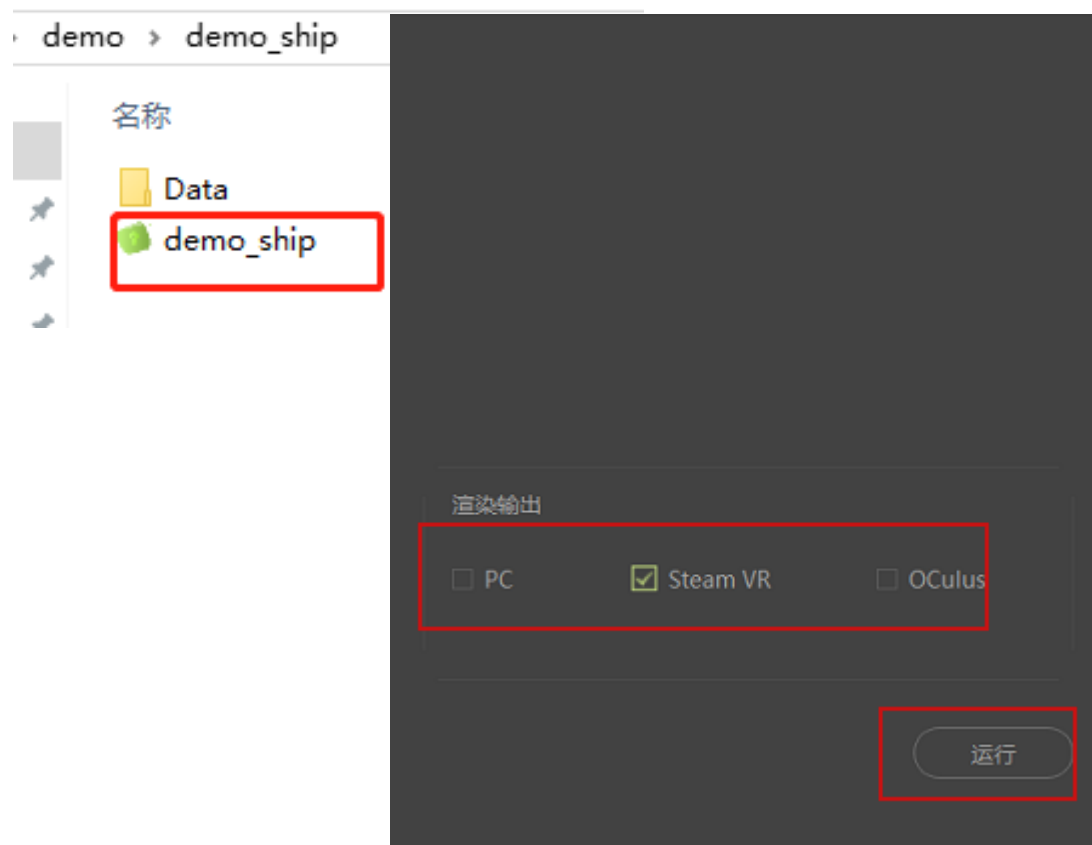 demo > demo_ship
名称
Data
demo_ship
渲染输出
PC
Steam VR
OCulus
运行